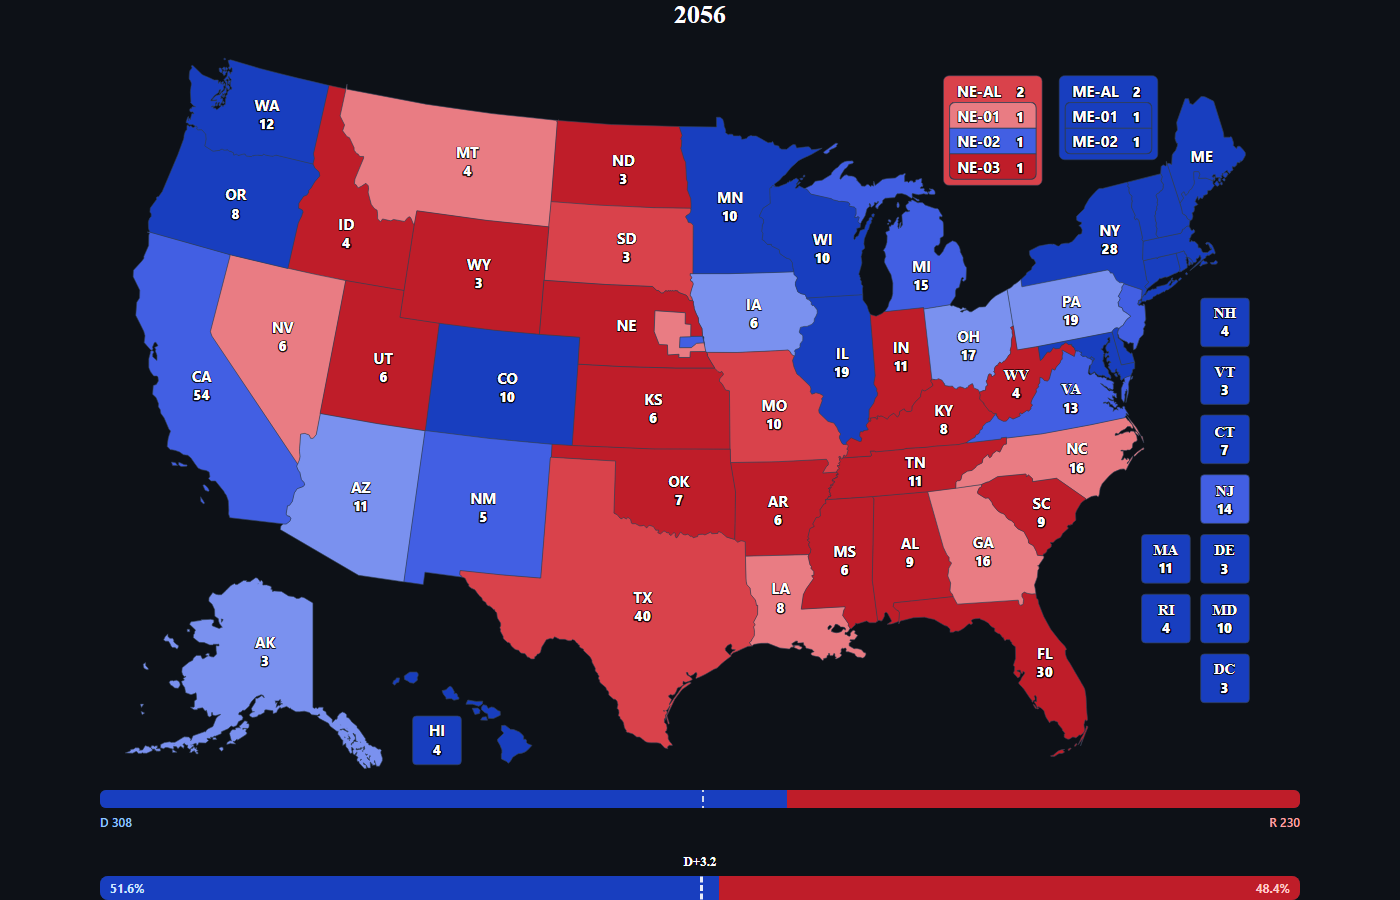 2056
WA
12
OR
8
CA
54
NV
6
ID
4
MT
4
WY
3
UT
6
AZ
11
CO
10
NM
5
ND
3
SD
3
NE
KS
6
OK
7
TX
40
MN
10
IA
6
MO
10
AR
6
LA
8
WI
10
IL
19
MI
15
IN
11
OH
17
KY
8
TN
11
MS
6
AL
9
GA
16
FL
30
SC
9
NC
16
VA
13
WV
4
PA
19
NY
28
ME
AK
3
HI
4
NE-AL 2
NE-01 1
NE-02 1
NE-03 1
ME-AL 2
ME-01 1
ME-02 1
NH
4
VT
3
CT
7
NJ
14
MA
11
DE
3
RI
4
MD
10
DC
3
D 308
R 230
D+3.2
51.6%
48.4%